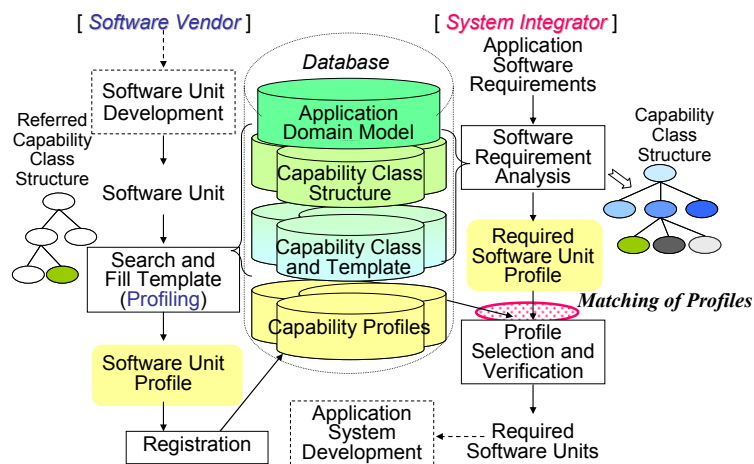 [ Software Vendor ]
Software Unit
Development
Referred
Capability
Class
Structure
Software Unit
Search and
Fill Template
(Profiling)
Software Unit
Profile
Registration
Database
Application
Domain Model
Capability Class
Structure
Capability Class
and Template
Capability Profiles
[ System Integrator ]
Application
Software
Requirements
Software
Requirement
Analysis
Capability
Class
Structure
Required
Software Unit
Profile
Matching of Profiles
Profile
Selection and
Verification
Required
Software Units
Application
System
Development